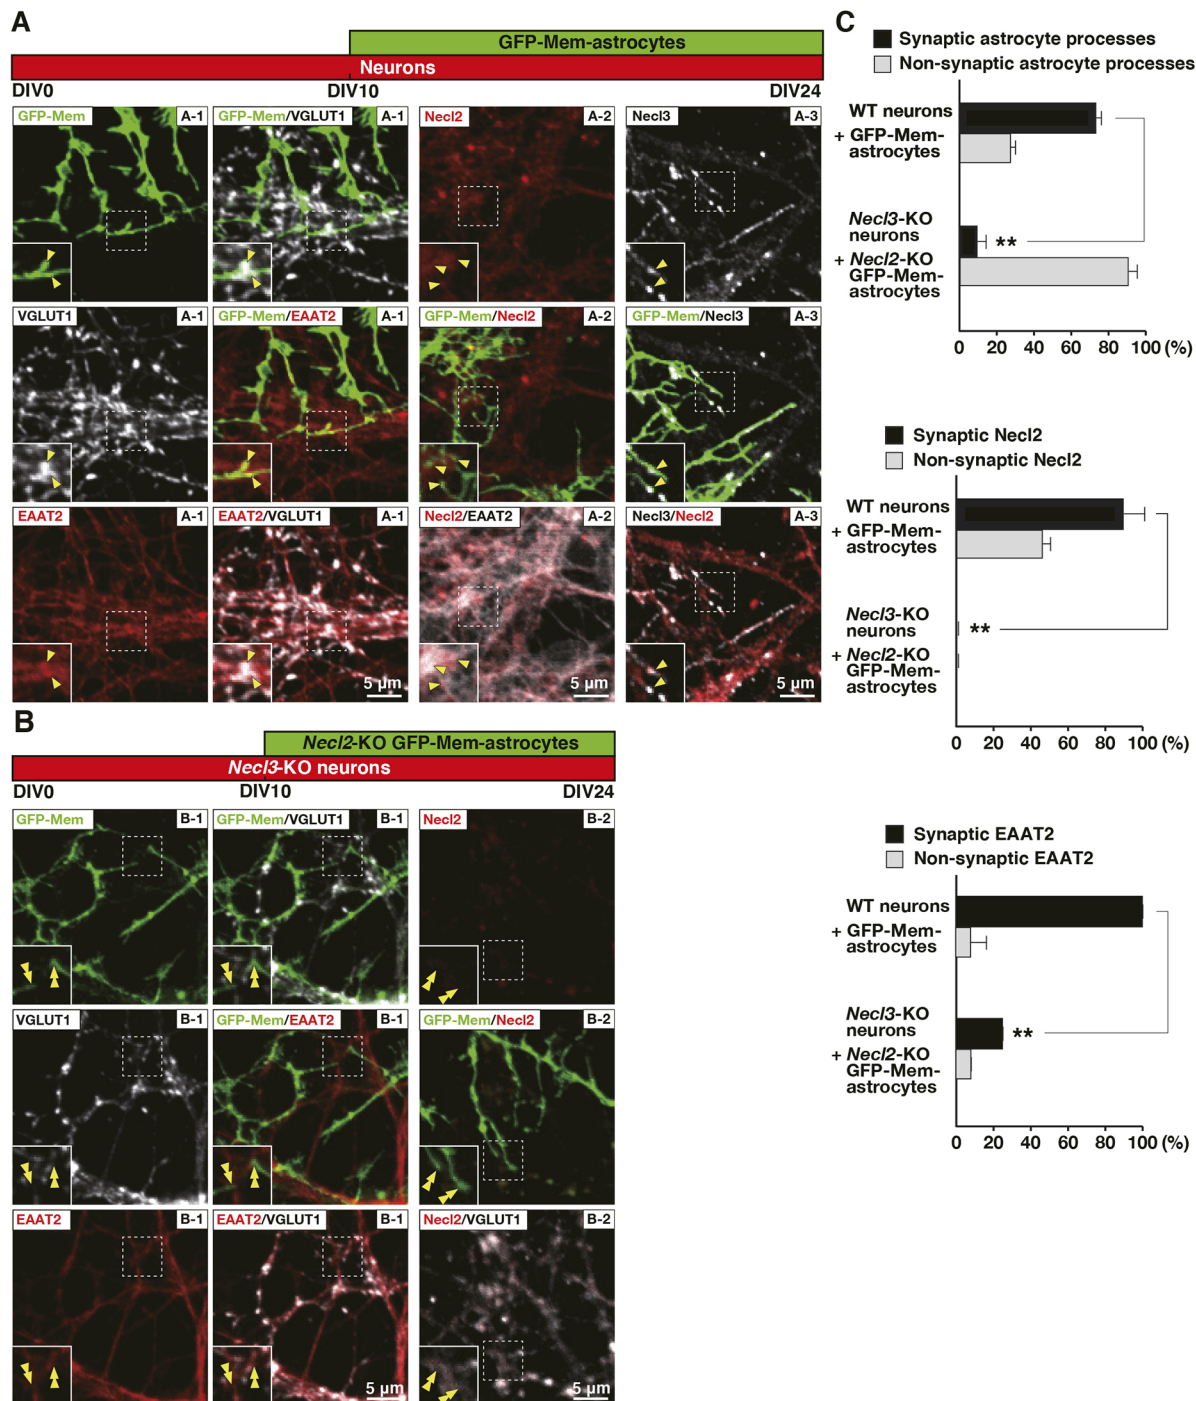 A
GFP-Mem-astrocytes
Neurons
DIV0 DIV10 DIV24
GFP-Mem A-1 GFP-Mem/VGLUT1 A-1 Necl2 A-2 Necl3 A-3
VGLUT1 A-1 GFP-Mem/EAAT2 A-1 GFP-Mem/Necl2 A-2 GFP-Mem/Necl3 A-3
EAAT2 A-1 EAAT2/VGLUT1 A-1 Necl2/EAAT2 A-2 Necl3/Necl2 A-3
5 µm 5 µm 5 µm
B
Necl2-KO GFP-Mem-astrocytes
Necl3-KO neurons
DIV0 DIV10 DIV24
GFP-Mem B-1 GFP-Mem/VGLUT1 B-1 Necl2 B-2
VGLUT1 B-1 GFP-Mem/EAAT2 B-1 GFP-Mem/Necl2 B-2
EAAT2 B-1 EAAT2/VGLUT1 B-1 Necl2/VGLUT1 B-2
5 µm 5 µm
C
Synaptic astrocyte processes
Non-synaptic astrocyte processes
WT neurons
+ GFP-Mem-
astrocytes
Necl3-KO
neurons
**
+ Necl2-KO
GFP-Mem-
astrocytes
0 20 40 60 80 100 (%)
Synaptic Necl2
Non-synaptic Necl2
WT neurons
+ GFP-Mem-
astrocytes
Necl3-KO
neurons
**
+ Necl2-KO
GFP-Mem-
astrocytes
0 20 40 60 80 100 (%)
Synaptic EAAT2
Non-synaptic EAAT2
WT neurons
+ GFP-Mem-
astrocytes
Necl3-KO
neurons
**
+ Necl2-KO
GFP-Mem-
astrocytes
0 20 40 60 80 100 (%)